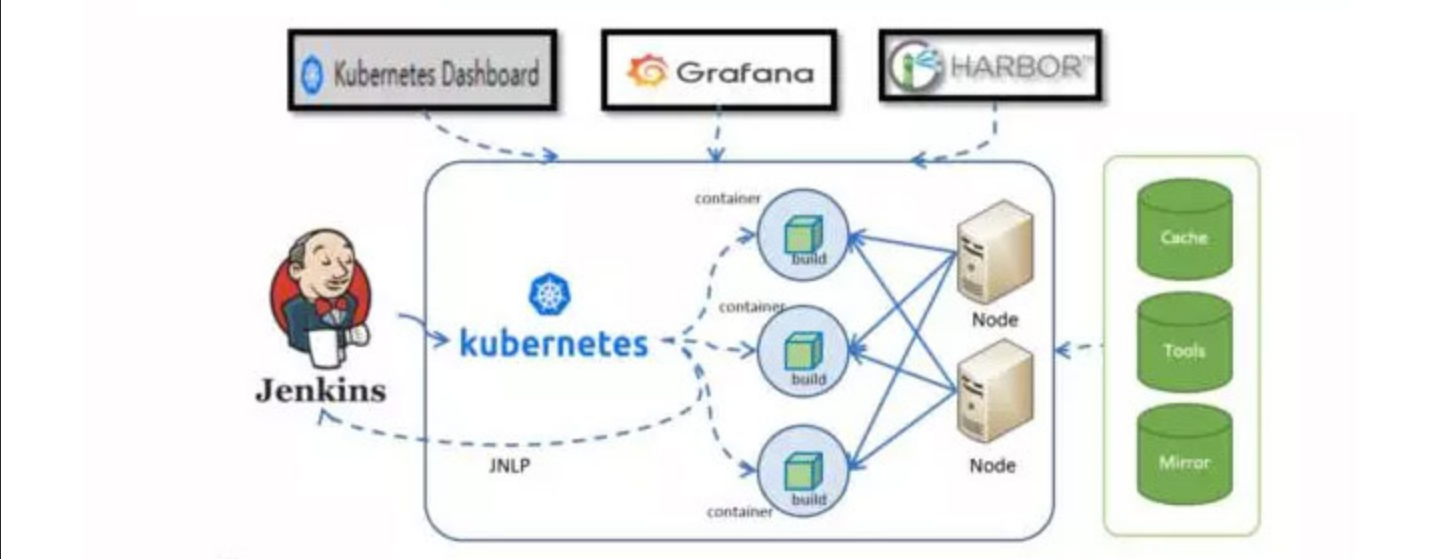 Kubernetes Dashboard
Grafana
HARBOR™
container
build
Node
Cache
container
build
kubernetes
Tools
Jenkins
JNLP
Node
Mirror
build
container